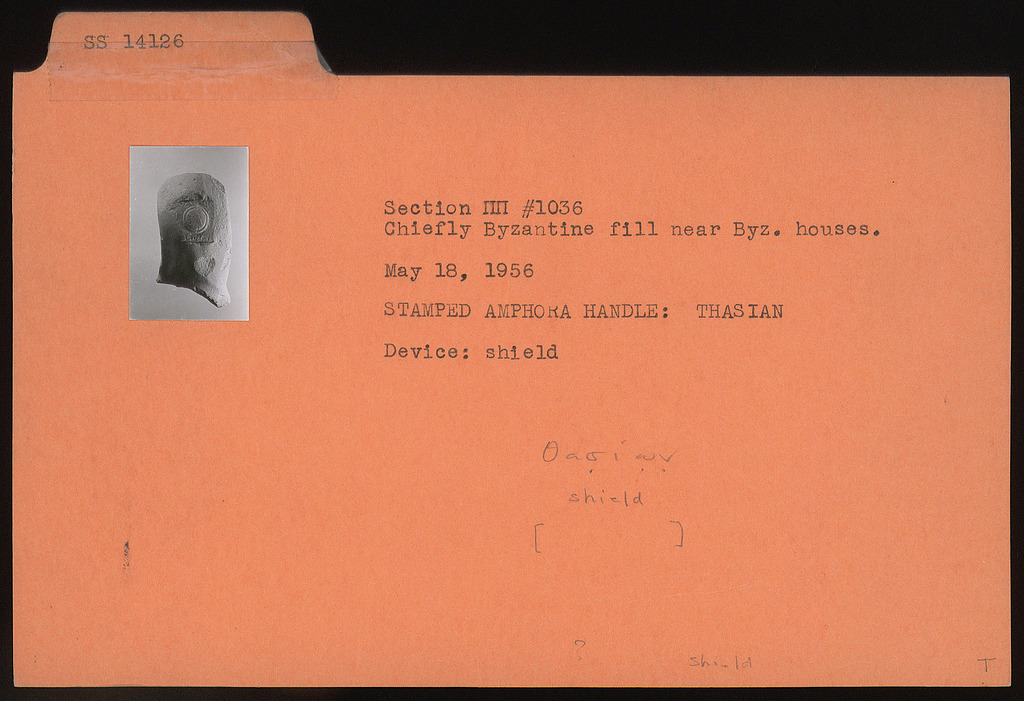 SS 14126
Section ΠΠ #1036
Chiefly Byzantine fill near Byz. houses.
May 18, 1956
STAMPED AMPHORA HANDLE: THASIAN
Device: shield
Θασίων
shield
[ ]
?
shield
T